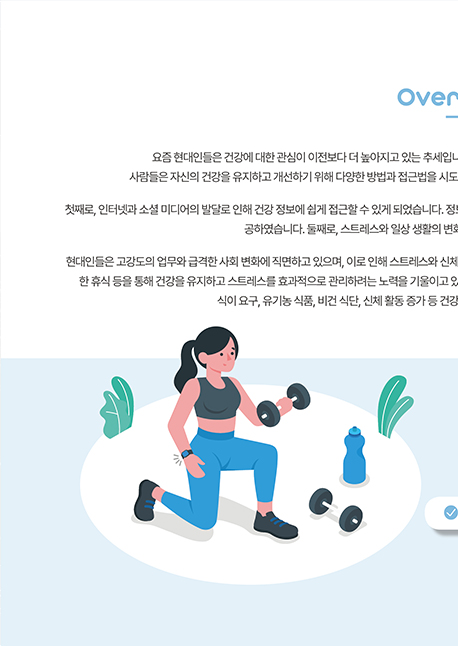 Over
요즘 현대인들은 건강에 대한 관심이 이전보다 더 높아지고 있는 추세입니
사람들은 자신의 건강을 유지하고 개선하기 위해 다양한 방법과 접근법을 시도
첫째로, 인터넷과 소셜 미디어의 발달로 인해 건강 정보에 쉽게 접근할 수 있게 되었습니다. 정보
공하였습니다. 둘째로, 스트레스와 일상 생활의 변화
현대인들은 고강도의 업무와 급격한 사회 변화에 직면하고 있으며, 이로 인해 스트레스와 신체
한 휴식 등을 통해 건강을 유지하고 스트레스를 효과적으로 관리하려는 노력을 기울이고 있
식이 요구, 유기농 식품, 비건 식단, 신체 활동 증가 등 건강